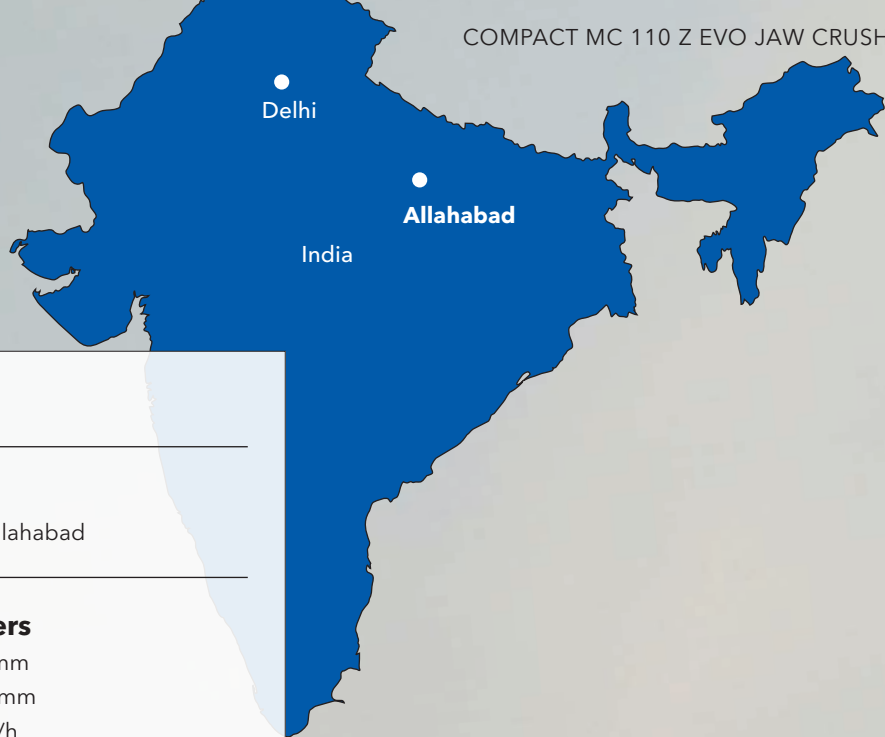 COMPACT MC 110 Z EVO JAW CRUSH
Delhi
Allahabad
India
lahabad
ers
mm
mm
/h